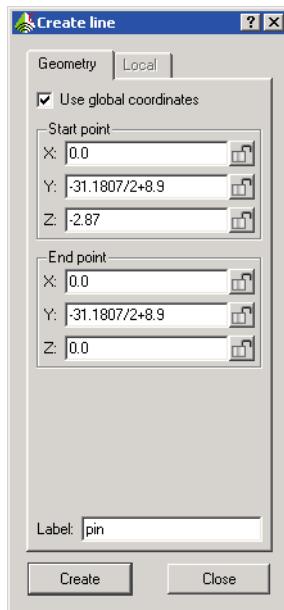 Create line
Geometry Local
Use global coordinates
Start point
X: 0.0
Y: -31.1807/2+8.9
Z: -2.87
End point
X: 0.0
Y: -31.1807/2+8.9
Z: 0.0
Label: pin
Create Close